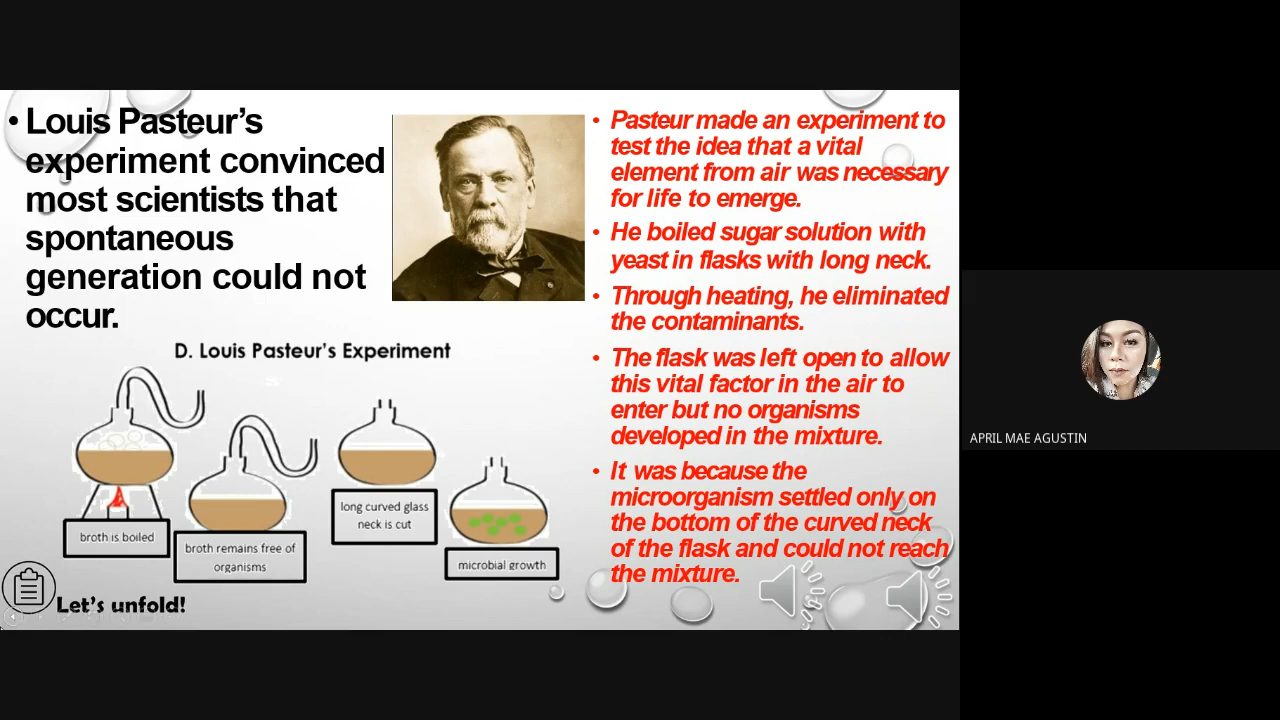 • Louis Pasteur’s
experiment convinced
most scientists that
spontaneous
generation could not
occur.
D. Louis Pasteur’s Experiment
broth is boiled
broth remains free of
organisms
long curved glass
neck is cut
microbial growth
Let’s unfold!
• Pasteur made an experiment to
test the idea that a vital
element from air was necessary
for life to emerge.
• He boiled sugar solution with
yeast in flasks with long neck.
• Through heating, he eliminated
the contaminants.
• The flask was left open to allow
this vital factor in the air to
enter but no organisms
developed in the mixture.
• It was because the
microorganism settled only on
the bottom of the curved neck
of the flask and could not reach
the mixture.
APRIL MAE AGUSTIN